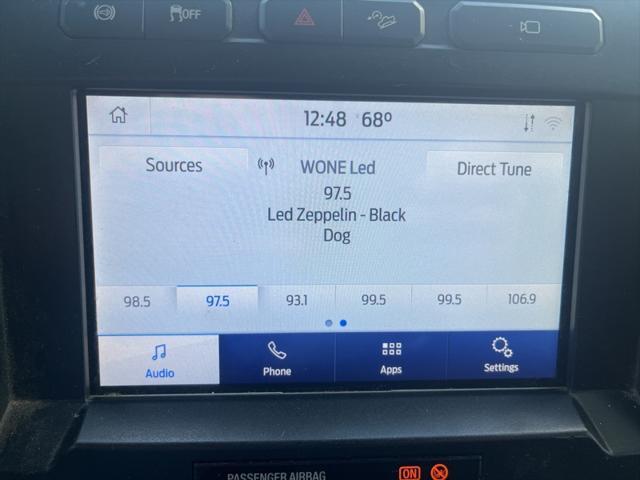 OFF
12:48 68°
Sources
WONE Led
Direct Tune
97.5
Led Zeppelin - Black
Dog
98.5 97.5 93.1 99.5 99.5 106.9
Audio Phone Apps Settings
PASSENGER AIRBAG ON